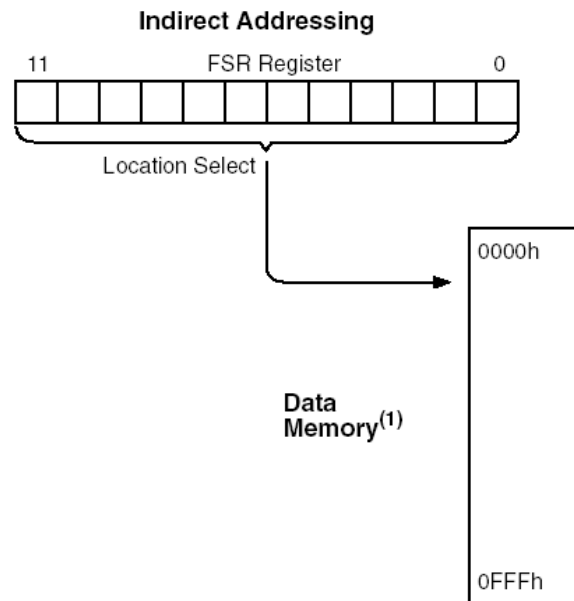 Indirect Addressing
11 FSR Register 0
Location Select
0000h
Data
Memory(1)
0FFFh